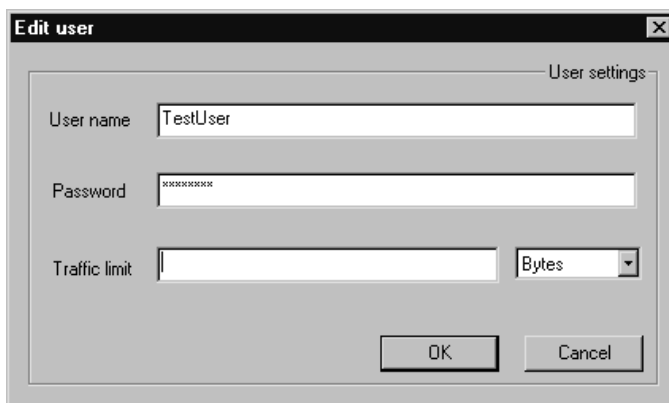 Edit user
User settings
User name TestUser
Password ********
Traffic limit Bytes
OK Cancel